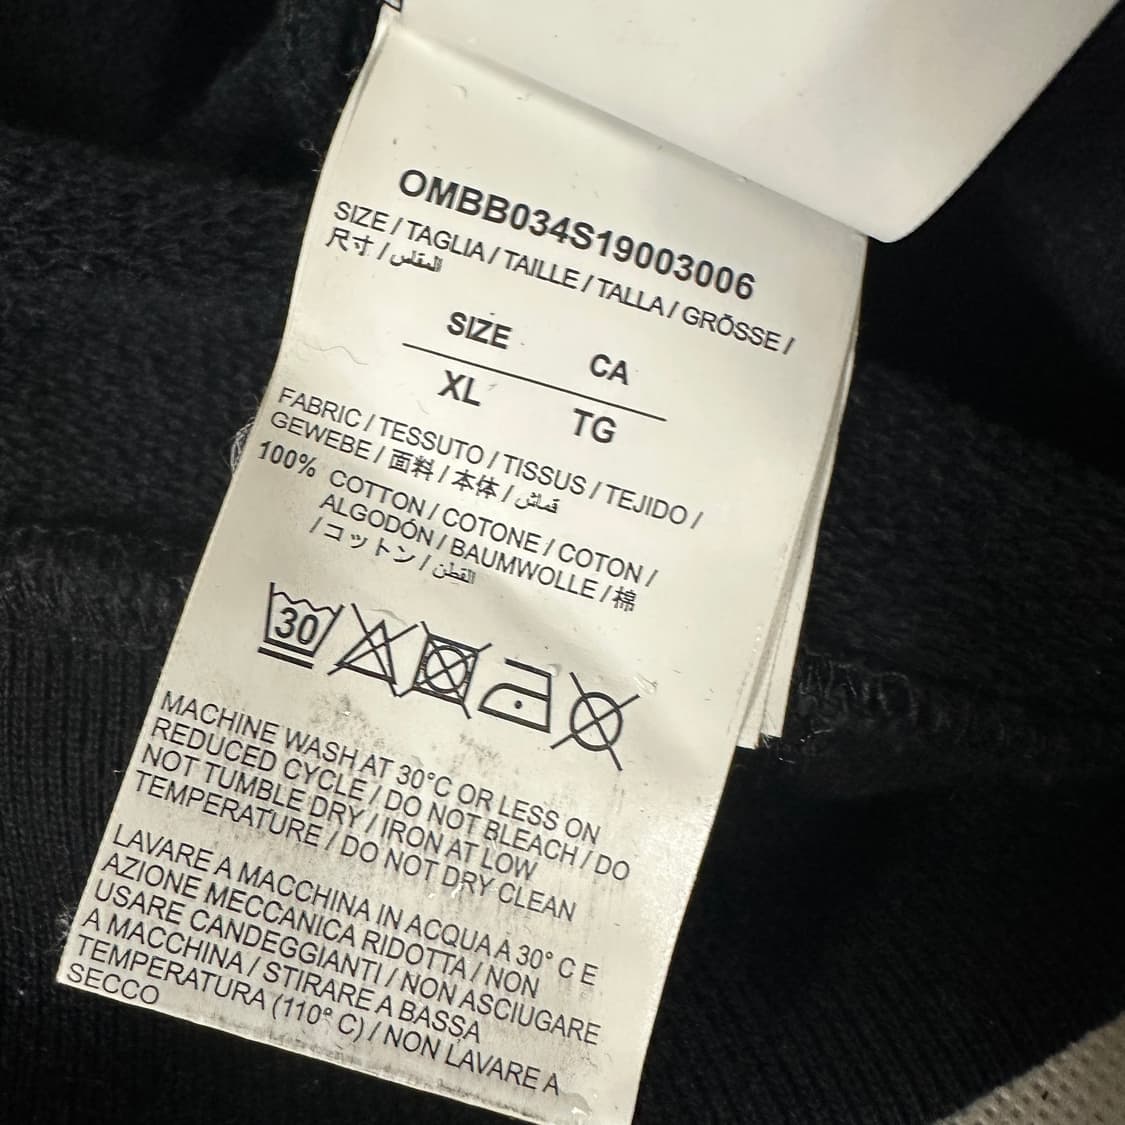 OMBB034S19003006
SIZE / TAGLIA / TAILLE / TALLA / GRÖSSE /
尺寸 / المقاس
SIZE CA
XL TG
FABRIC / TESSUTO / TISSUS / TEJIDO /
GEWEBE / 面料 / 本体 / قماش
100% COTTON / COTONE / COTON /
ALGODÓN / BAUMWOLLE / 棉
/ コットン / القطن
30
MACHINE WASH AT 30°C OR LESS ON
REDUCED CYCLE / DO NOT BLEACH / DO
NOT TUMBLE DRY / IRON AT LOW
TEMPERATURE / DO NOT DRY CLEAN
LAVARE A MACCHINA IN ACQUA A 30° C E
AZIONE MECCANICA RIDOTTA / NON
USARE CANDEGGIANTI / NON ASCIUGARE
A MACCHINA / STIRARE A BASSA
TEMPERATURA (110° C) / NON LAVARE A
SECCO